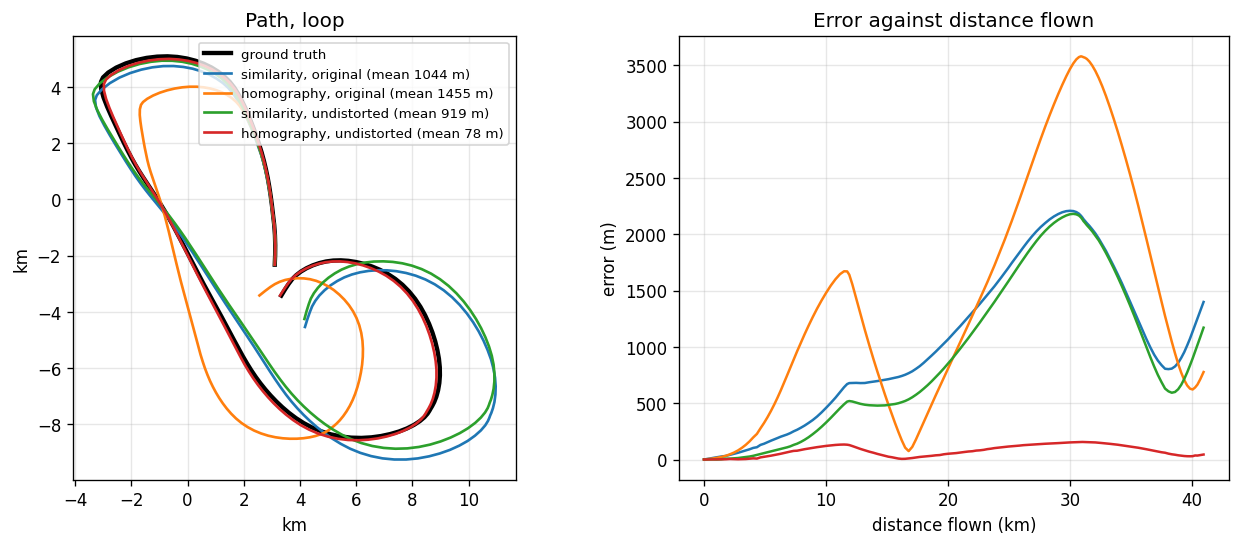 Path, loop
ground truth
similarity, original (mean 1044 m)
homography, original (mean 1455 m)
similarity, undistorted (mean 919 m)
homography, undistorted (mean 78 m)
km
4
2
0
−2
−4
−6
−8
−4 −2 0 2 4 6 8 10
km
Error against distance flown
error (m)
3500
3000
2500
2000
1500
1000
500
0
0 10 20 30 40
distance flown (km)